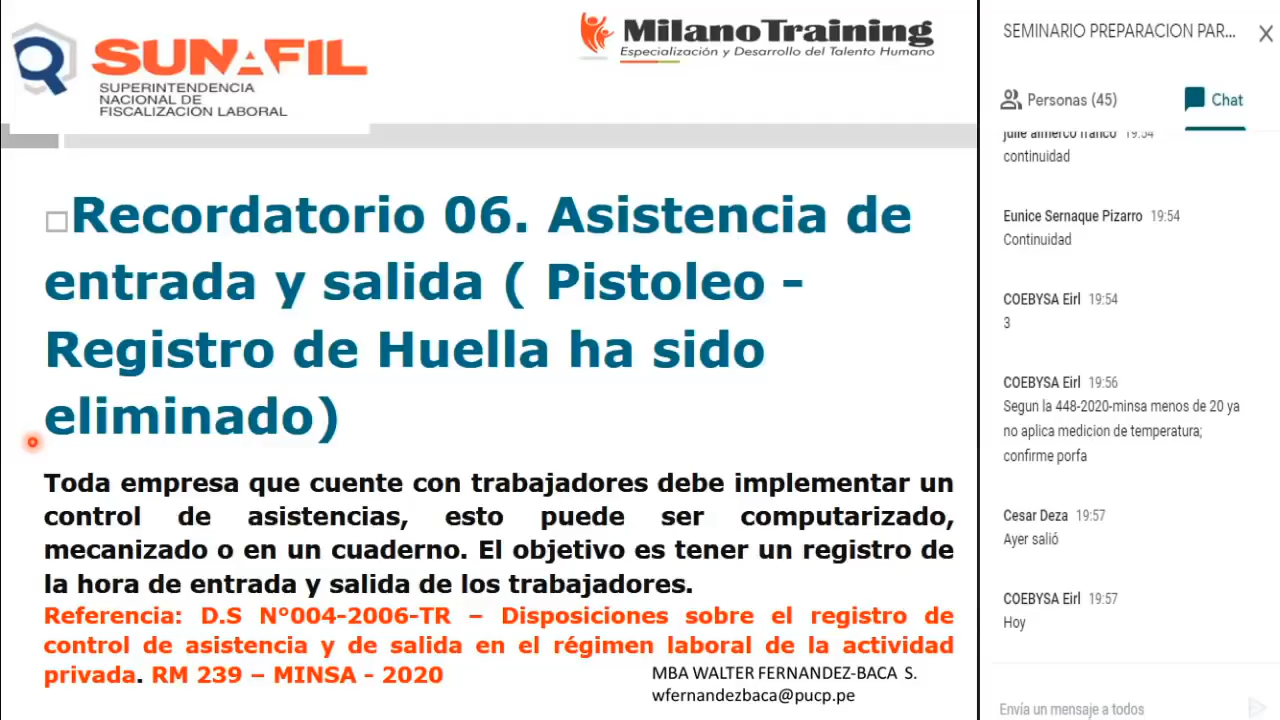 SUNAFIL
SUPERINTENDENCIA
NACIONAL DE
FISCALIZACIÓN LABORAL
MilanoTraining
Especialización y Desarrollo del Talento Humano
Recordatorio 06. Asistencia de
entrada y salida ( Pistoleo -
Registro de Huella ha sido
eliminado)
Toda empresa que cuente con trabajadores debe implementar un
control de asistencias, esto puede ser computarizado,
mecanizado o en un cuaderno. El objetivo es tener un registro de
la hora de entrada y salida de los trabajadores.
Referencia: D.S N°004-2006-TR – Disposiciones sobre el registro de
control de asistencia y de salida en el régimen laboral de la actividad
privada. RM 239 – MINSA - 2020
MBA WALTER FERNANDEZ-BACA S.
wfernandezbaca@pucp.pe
SEMINARIO PREPARACION PAR...
Personas (45)
Chat
julie almerco franco 19:54
continuidad
Eunice Sernaque Pizarro 19:54
Continuidad
COEBYSA Eirl 19:54
3
COEBYSA Eirl 19:56
Segun la 448-2020-minsa menos de 20 ya
no aplica medicion de temperatura;
confirme porfa
Cesar Deza 19:57
Ayer salió
COEBYSA Eirl 19:57
Hoy
Envía un mensaje a todos